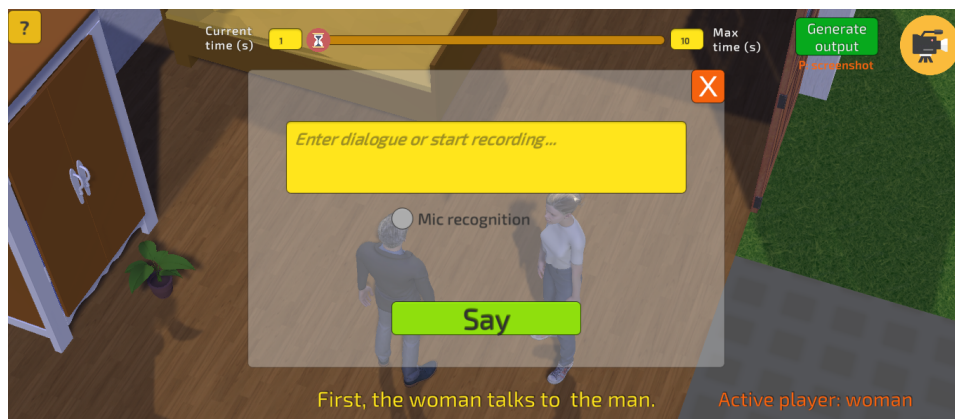 ?
Current
time (s)
1
10
Max
time (s)
Generate
output
screenshot
X
Enter dialogue or start recording...
Mic recognition
Say
First, the woman talks to the man.
Active player: woman